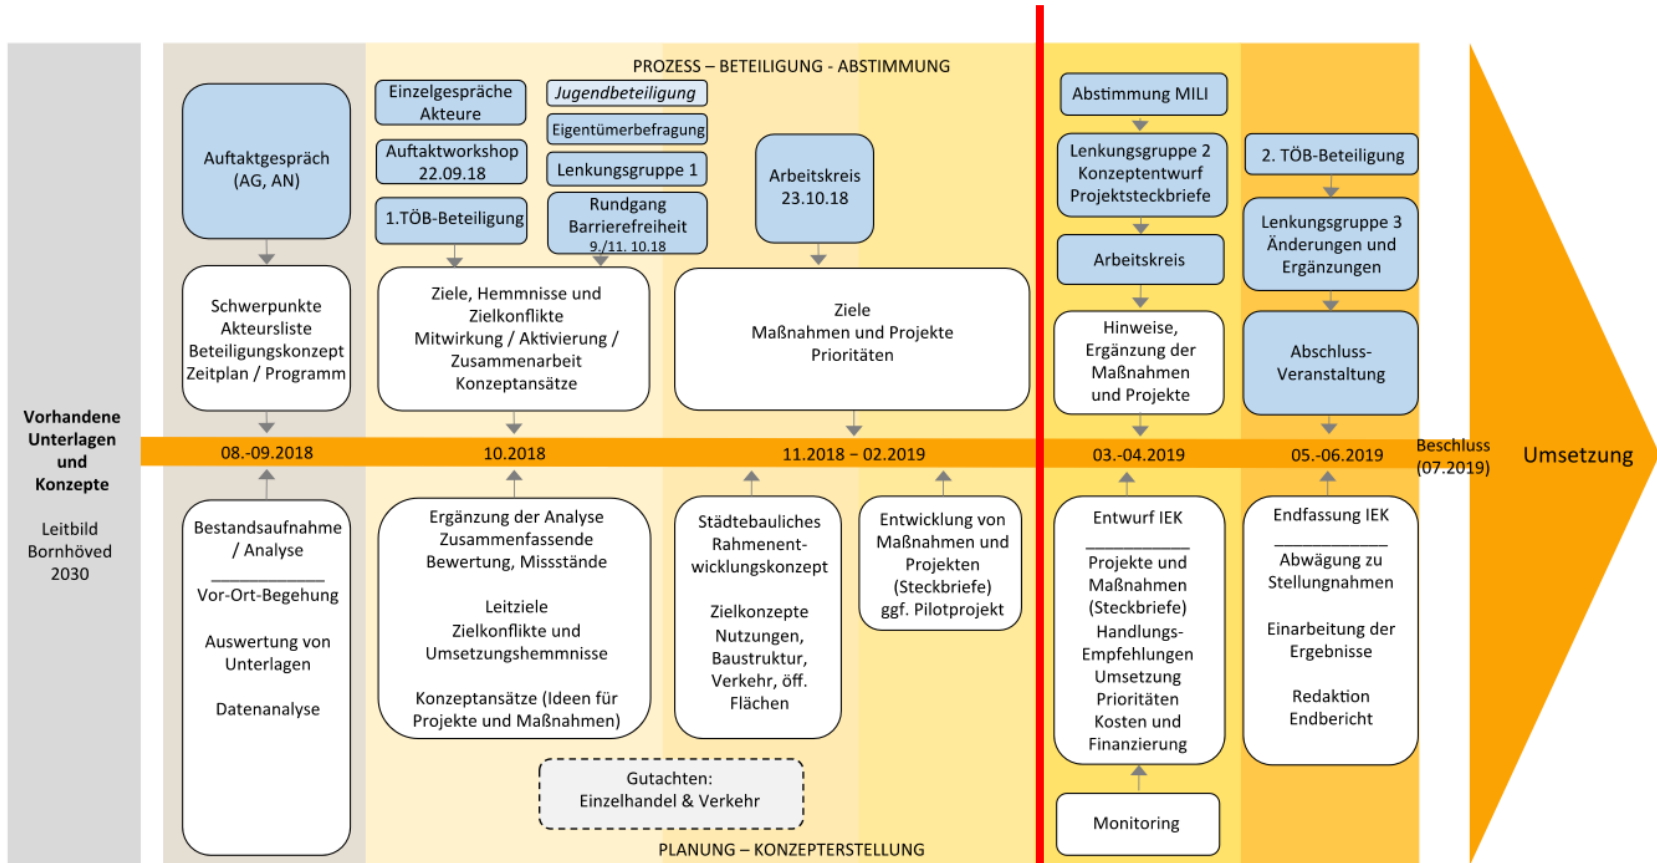 PROZESS – BETEILIGUNG - ABSTIMMUNG
Vorhandene
Unterlagen
und
Konzepte
Leitbild
Bornhöved
2030
Auftaktgespräch
(AG, AN)
Schwerpunkte
Akteursliste
Beteiligungskonzept
Zeitplan / Programm
08.-09.2018
Bestandsaufnahme
/ Analyse
Vor-Ort-Begehung
Auswertung von
Unterlagen
Datenanalyse
Einzelgespräche
Akteure
Auftaktworkshop
22.09.18
1.TÖB-Beteiligung
Jugendbeteiligung
Eigentümerbefragung
Lenkungsgruppe 1
Rundgang
Barrierefreiheit
9./11. 10.18
Ziele, Hemmnisse und
Zielkonflikte
Mitwirkung / Aktivierung /
Zusammenarbeit
Konzeptansätze
10.2018
Ergänzung der Analyse
Zusammenfassende
Bewertung, Missstände
Leitziele
Zielkonflikte und
Umsetzungshemmnisse
Konzeptansätze (Ideen für
Projekte und Maßnahmen)
Arbeitskreis
23.10.18
Ziele
Maßnahmen und Projekte
Prioritäten
11.2018 – 02.2019
Städtebauliches
Rahmenent-
wicklungskonzept
Zielkonzepte
Nutzungen,
Baustruktur,
Verkehr, öff.
Flächen
Entwicklung von
Maßnahmen und
Projekten
(Steckbriefe)
ggf. Pilotprojekt
Gutachten:
Einzelhandel & Verkehr
Abstimmung MILI
Lenkungsgruppe 2
Konzeptentwurf
Projektsteckbriefe
Arbeitskreis
Hinweise,
Ergänzung der
Maßnahmen
und Projekte
03.-04.2019
Entwurf IEK
Projekte und
Maßnahmen
(Steckbriefe)
Handlungs-
Empfehlungen
Umsetzung
Prioritäten
Kosten und
Finanzierung
Monitoring
2. TÖB-Beteiligung
Lenkungsgruppe 3
Änderungen und
Ergänzungen
Abschluss-
Veranstaltung
05.-06.2019
Endfassung IEK
Abwägung zu
Stellungnahmen
Einarbeitung der
Ergebnisse
Redaktion
Endbericht
Beschluss
(07.2019)
Umsetzung
PLANUNG – KONZEPTERSTELLUNG